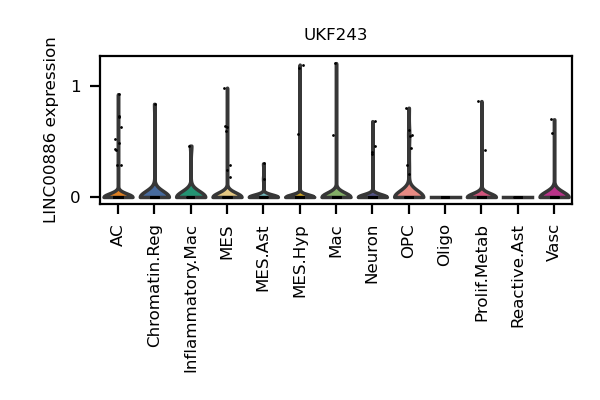 UKF243
LINC00886 expression
1
0
AC
Chromatin.Reg
Inflammatory.Mac
MES
MES.Ast
MES.Hyp
Mac
Neuron
OPC
Oligo
Prolif.Metab
Reactive.Ast
Vasc